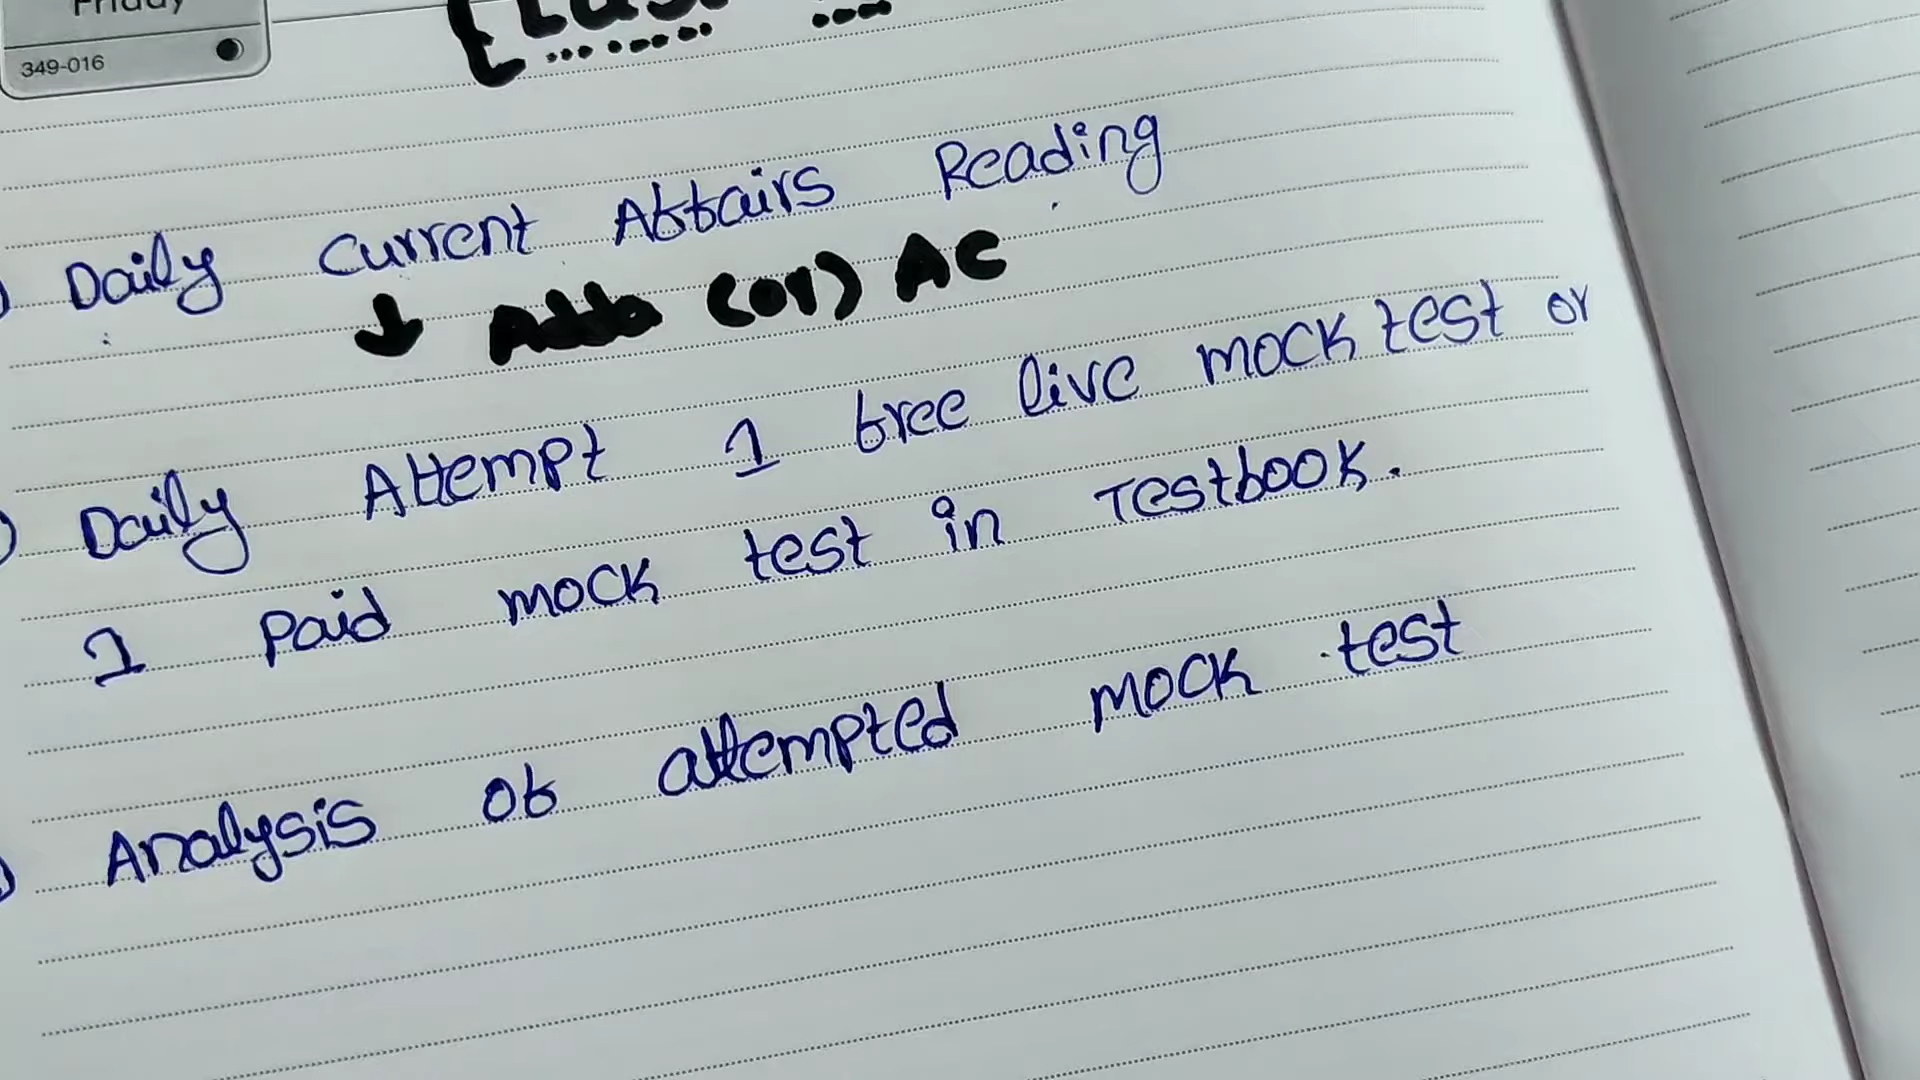 Friday
349-016
Daily Current Affairs Reading
↓ Adda (or) AC
Daily Attempt 1 free live mock test or
1 Paid mock test in Testbook.
Analysis of attempted mock test